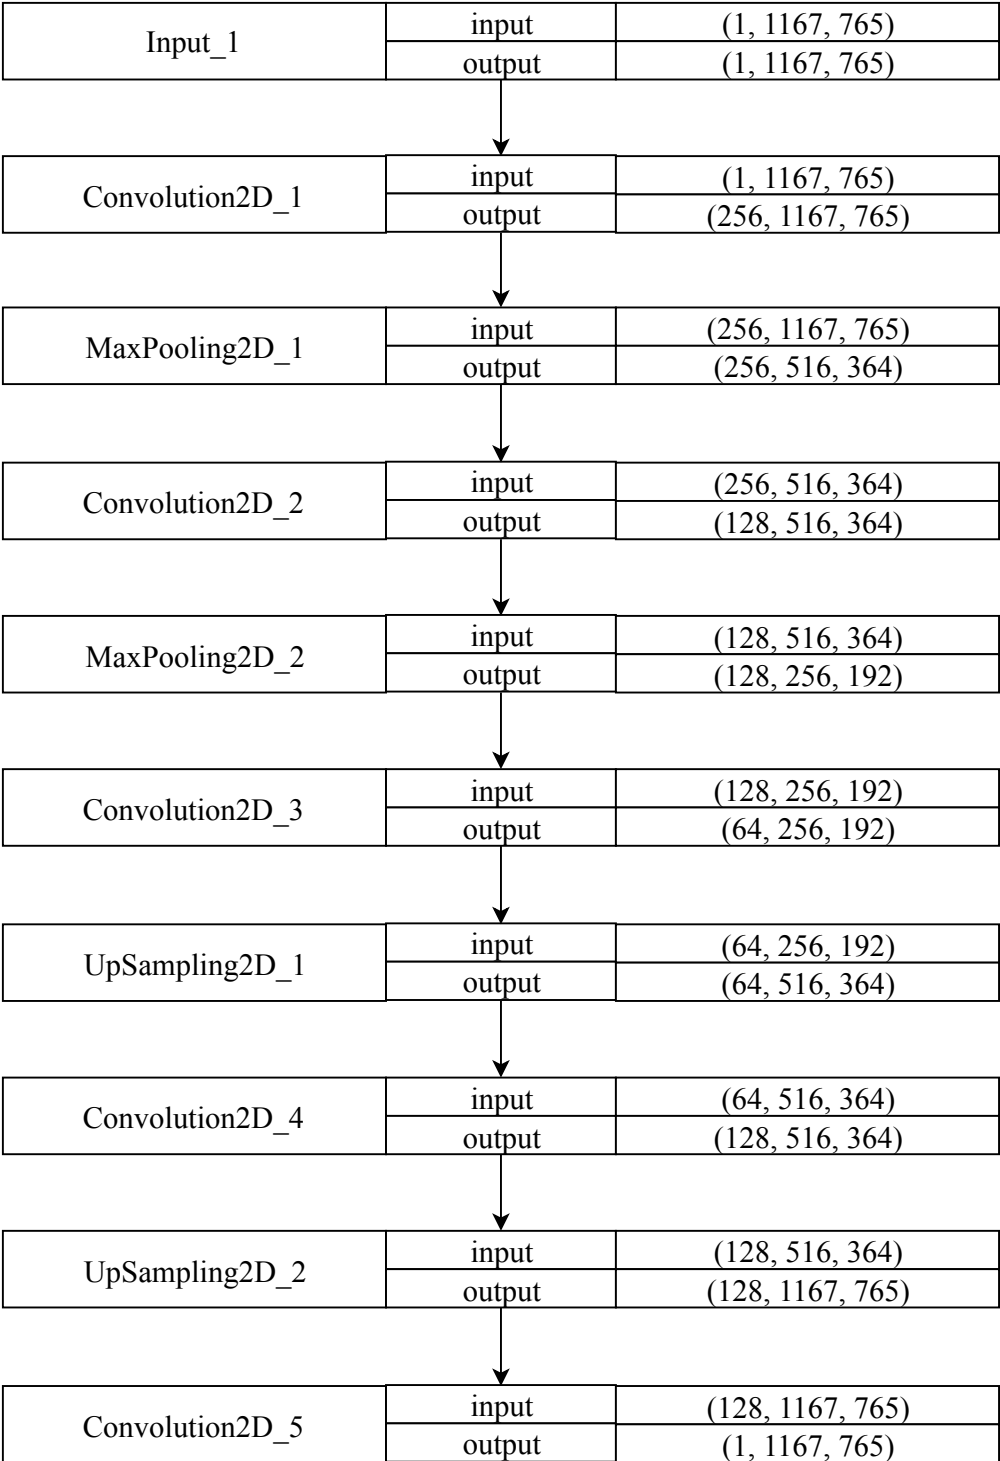 Input_1 input (1, 1167, 765)
output (1, 1167, 765)
Convolution2D_1 input (1, 1167, 765)
output (256, 1167, 765)
MaxPooling2D_1 input (256, 1167, 765)
output (256, 516, 364)
Convolution2D_2 input (256, 516, 364)
output (128, 516, 364)
MaxPooling2D_2 input (128, 516, 364)
output (128, 256, 192)
Convolution2D_3 input (128, 256, 192)
output (64, 256, 192)
UpSampling2D_1 input (64, 256, 192)
output (64, 516, 364)
Convolution2D_4 input (64, 516, 364)
output (128, 516, 364)
UpSampling2D_2 input (128, 516, 364)
output (128, 1167, 765)
Convolution2D_5 input (128, 1167, 765)
output (1, 1167, 765)